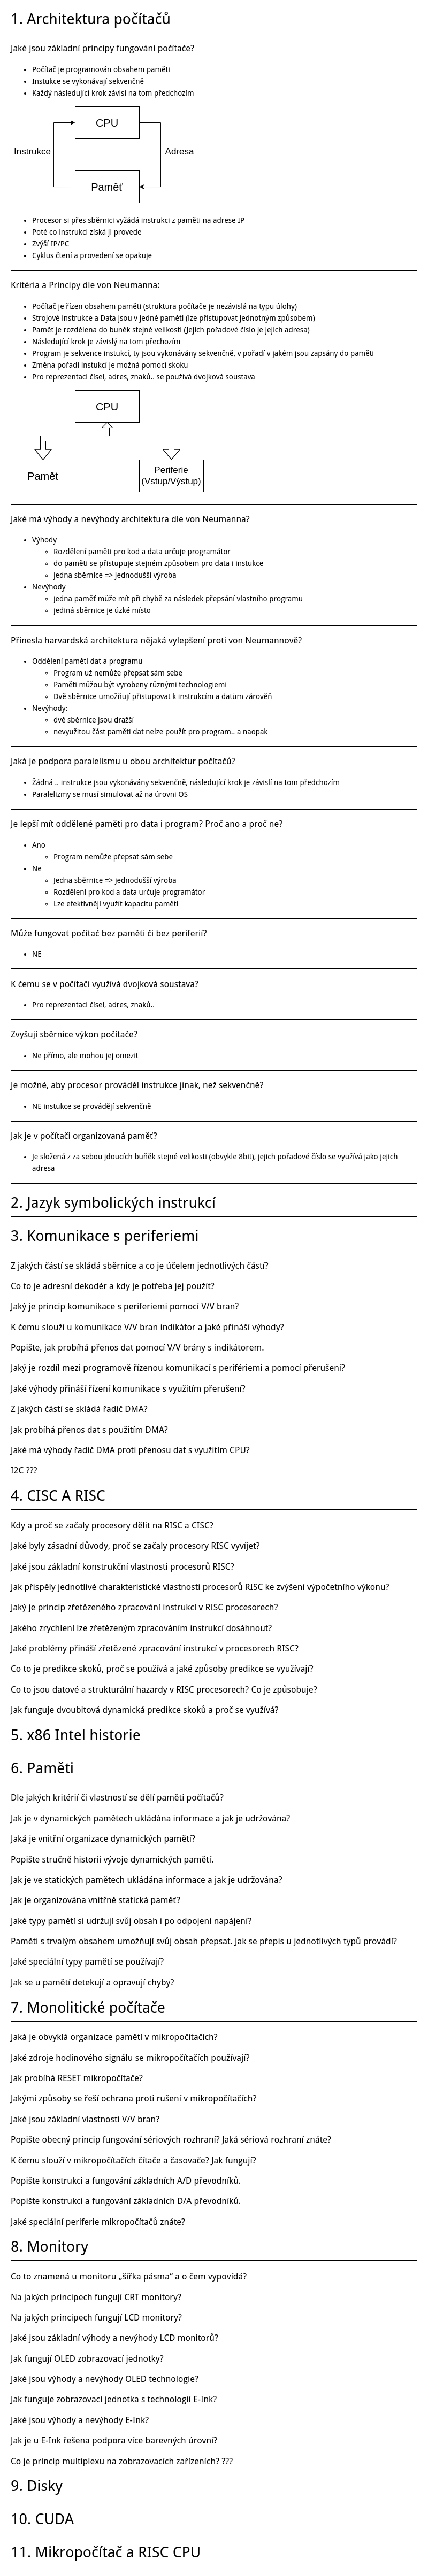 1. Architektura počítačů
Jaké jsou základní principy fungování počítače?
Počítač je programován obsahem paměti
Instukce se vykonávají sekvenčně
Každý následující krok závisí na tom předchozím
CPU
Instrukce
Adresa
Paměť
Procesor si přes sběrnici vyžádá instrukci z paměti na adrese IP
Poté co instrukci získá ji provede
Zvýší IP/PC
Cyklus čtení a provedení se opakuje
Kritéria a Principy dle von Neumanna:
Počítač je řízen obsahem paměti (struktura počítače je nezávislá na typu úlohy)
Strojové instrukce a Data jsou v jedné paměti (lze přistupovat jednotným způsobem)
Paměť je rozdělena do buněk stejné velikosti (Jejich pořadové číslo je jejich adresa)
Následující krok je závislý na tom přechozím
Program je sekvence instukcí, ty jsou vykonávány sekvenčně, v pořadí v jakém jsou zapsány do paměti
Změna pořadí instukcí je možná pomocí skoku
Pro reprezentaci čísel, adres, znaků.. se používá dvojková soustava
CPU
Pamět
Periferie
(Vstup/Výstup)
Jaké má výhody a nevýhody architektura dle von Neumanna?
Výhody
Rozdělení paměti pro kod a data určuje programátor
do paměti se přistupuje stejném způsobem pro data i instukce
jedna sběrnice => jednodušší výroba
Nevýhody
jedna paměť může mít při chybě za následek přepsání vlastního programu
jediná sběrnice je úzké místo
Přinesla harvardská architektura nějaká vylepšení proti von Neumannově?
Oddělení paměti dat a programu
Program už nemůže přepsat sám sebe
Paměti můžou být vyrobeny různými technologiemi
Dvě sběrnice umožňují přistupovat k instrukcím a datům zároveň
Nevýhody:
dvě sběrnice jsou dražší
nevyužitou část paměti dat nelze použít pro program.. a naopak
Jaká je podpora paralelismu u obou architektur počítačů?
Žádná .. instrukce jsou vykonávány sekvenčně, následující krok je závislí na tom předchozím
Paralelizmy se musí simulovat až na úrovni OS
Je lepší mít oddělené paměti pro data i program? Proč ano a proč ne?
Ano
Program nemůže přepsat sám sebe
Ne
Jedna sběrnice => jednodušší výroba
Rozdělení pro kod a data určuje programátor
Lze efektivněji využít kapacitu paměti
Může fungovat počítač bez paměti či bez periferií?
NE
K čemu se v počítači využívá dvojková soustava?
Pro reprezentaci čísel, adres, znaků..
Zvyšují sběrnice výkon počítače?
Ne přímo, ale mohou jej omezit
Je možné, aby procesor prováděl instrukce jinak, než sekvenčně?
NE instukce se provádějí sekvenčně
Jak je v počítači organizovaná paměť?
Je složená z za sebou jdoucích buněk stejné velikosti (obvykle 8bit), jejich pořadové číslo se využívá jako jejich
adresa
2. Jazyk symbolických instrukcí
3. Komunikace s periferiemi
Z jakých částí se skládá sběrnice a co je účelem jednotlivých částí?
Co to je adresní dekodér a kdy je potřeba jej použít?
Jaký je princip komunikace s periferiemi pomocí V/V bran?
K čemu slouží u komunikace V/V bran indikátor a jaké přináší výhody?
Popište, jak probíhá přenos dat pomocí V/V brány s indikátorem.
Jaký je rozdíl mezi programově řízenou komunikací s perifériemi a pomocí přerušení?
Jaké výhody přináší řízení komunikace s využitím přerušení?
Z jakých částí se skládá řadič DMA?
Jak probíhá přenos dat s použitím DMA?
Jaké má výhody řadič DMA proti přenosu dat s využitím CPU?
I2C ???
4. CISC A RISC
Kdy a proč se začaly procesory dělit na RISC a CISC?
Jaké byly zásadní důvody, proč se začaly procesory RISC vyvíjet?
Jaké jsou základní konstrukční vlastnosti procesorů RISC?
Jak přispěly jednotlivé charakteristické vlastnosti procesorů RISC ke zvýšení výpočetního výkonu?
Jaký je princip zřetězeného zpracování instrukcí v RISC procesorech?
Jakého zrychlení lze zřetězeným zpracováním instrukcí dosáhnout?
Jaké problémy přináší zřetězené zpracování instrukcí v procesorech RISC?
Co to je predikce skoků, proč se používá a jaké způsoby predikce se využívají?
Co to jsou datové a strukturální hazardy v RISC procesorech? Co je způsobuje?
Jak funguje dvoubitová dynamická predikce skoků a proč se využívá?
5. x86 Intel historie
6. Paměti
Dle jakých kritérií či vlastností se dělí paměti počítačů?
Jak je v dynamických pamětech ukládána informace a jak je udržována?
Jaká je vnitřní organizace dynamických pamětí?
Popište stručně historii vývoje dynamických pamětí.
Jak je ve statických pamětech ukládána informace a jak je udržována?
Jak je organizována vnitřně statická paměť?
Jaké typy pamětí si udržují svůj obsah i po odpojení napájení?
Paměti s trvalým obsahem umožňují svůj obsah přepsat. Jak se přepis u jednotlivých typů provádí?
Jaké speciální typy pamětí se používají?
Jak se u pamětí detekují a opravují chyby?
7. Monolitické počítače
Jaká je obvyklá organizace pamětí v mikropočítačích?
Jaké zdroje hodinového signálu se mikropočítačích používají?
Jak probíhá RESET mikropočítače?
Jakými způsoby se řeší ochrana proti rušení v mikropočítačích?
Jaké jsou základní vlastnosti V/V bran?
Popište obecný princip fungování sériových rozhraní? Jaká sériová rozhraní znáte?
K čemu slouží v mikropočítačích čítače a časovače? Jak fungují?
Popište konstrukci a fungování základních A/D převodníků.
Popište konstrukci a fungování základních D/A převodníků.
Jaké speciální periferie mikropočítačů znáte?
8. Monitory
Co to znamená u monitoru „šířka pásma“ a o čem vypovídá?
Na jakých principech fungují CRT monitory?
Na jakých principech fungují LCD monitory?
Jaké jsou základní výhody a nevýhody LCD monitorů?
Jak fungují OLED zobrazovací jednotky?
Jaké jsou výhody a nevýhody OLED technologie?
Jak funguje zobrazovací jednotka s technologií E-Ink?
Jaké jsou výhody a nevýhody E-Ink?
Jak je u E-Ink řešena podpora více barevných úrovní?
Co je princip multiplexu na zobrazovacích zařízeních? ???
9. Disky
10. CUDA
11. Mikropočítač a RISC CPU